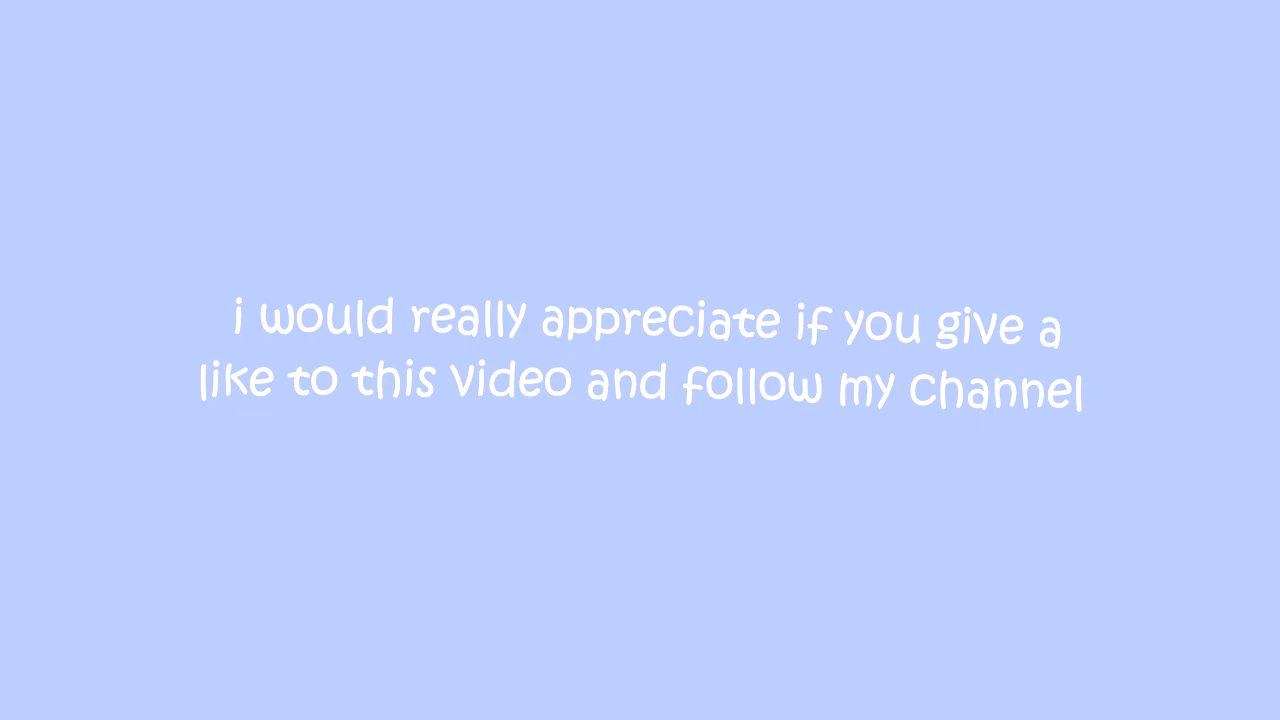 i would really appreciate if you give a
like to this video and follow my channel